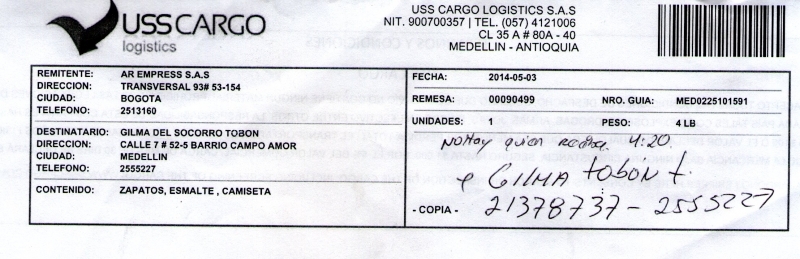 USSCARGO
logistics
USS CARGO LOGISTICS S.A.S
NIT. 900700357 | TEL. (057) 4121006
CL 35 A # 80A - 40
MEDELLIN - ANTIOQUIA
REMITENTE: AR EMPRESS S.A.S
DIRECCION: TRANSVERSAL 93# 53-154
CIUDAD: BOGOTA
TELEFONO: 2513160
DESTINATARIO: GILMA DEL SOCORRO TOBON
DIRECCION: CALLE 7 # 52-5 BARRIO CAMPO AMOR
CIUDAD: MEDELLIN
TELEFONO: 2555227
CONTENIDO: ZAPATOS, ESMALTE , CAMISETA
FECHA: 2014-05-03
REMESA: 00090499 NRO. GUIA: MED0225101591
UNIDADES: PESO: 4 LB
NoHay quien reciba. 4:20.
GILMA tobon t.
- COPIA - 21378737 - 2555227